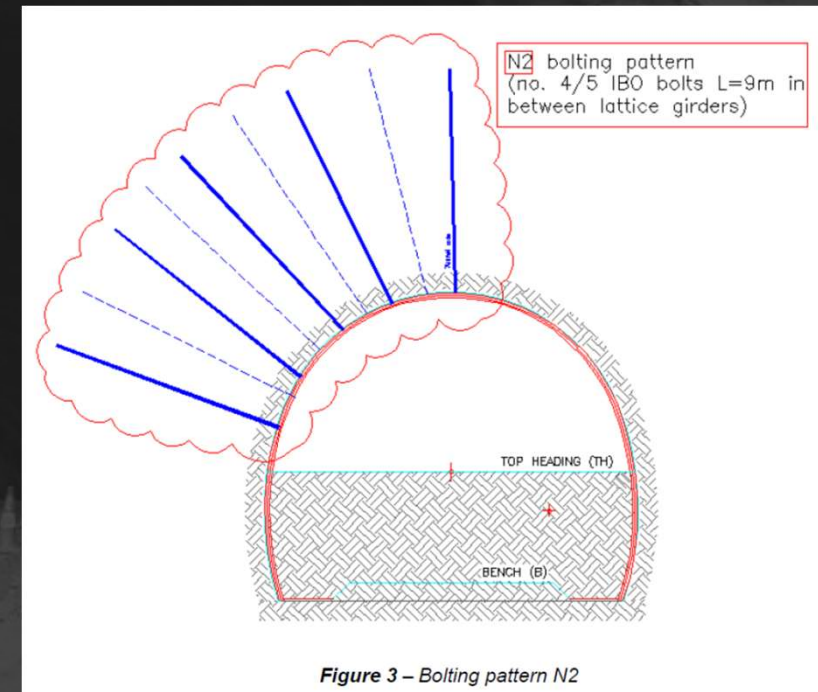 N2 bolting pattern
(no. 4/5 IBO bolts L=9m in
between lattice girders)
TOP HEADING (TH)
BENCH (B)
Figure 3 – Bolting pattern N2